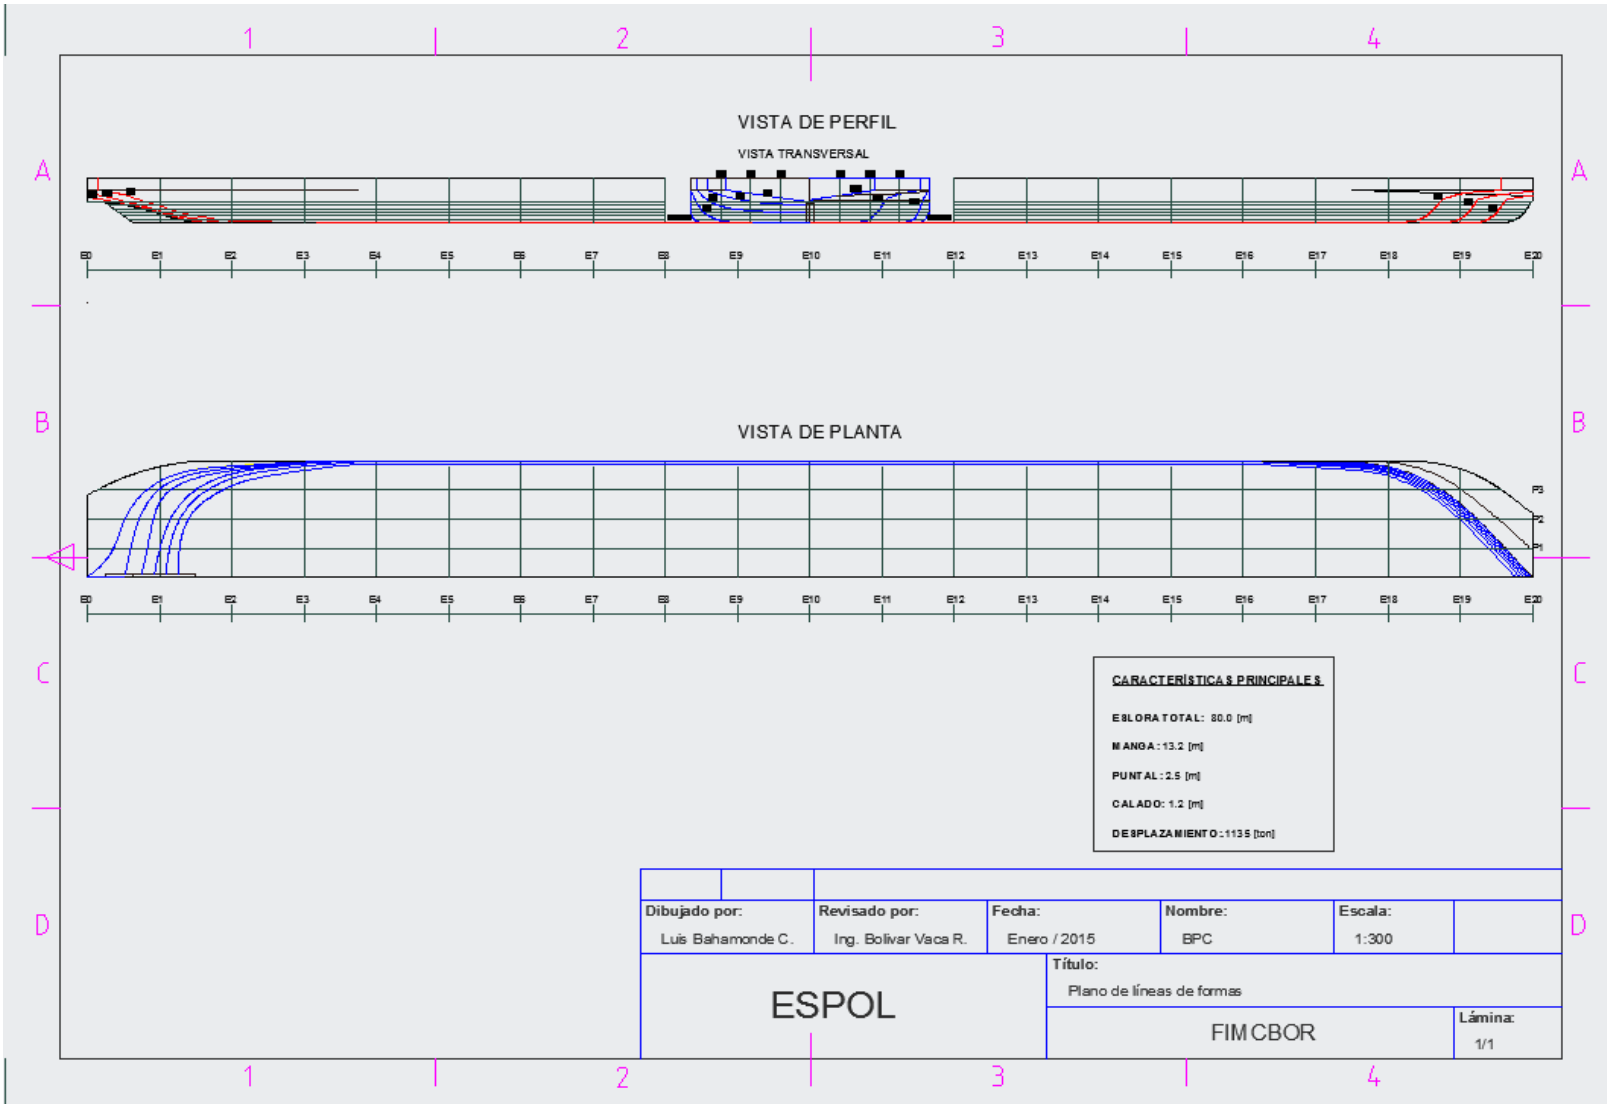 1 2 3 4
VISTA DE PERFIL
VISTA TRANSVERSAL
A A
E0 E1 E2 E3 E4 E5 E6 E7 E8 E9 E10 E11 E12 E13 E14 E15 E16 E17 E18 E19 E20
B B
VISTA DE PLANTA
P3
P2
P1
E0 E1 E2 E3 E4 E5 E6 E7 E8 E9 E10 E11 E12 E13 E14 E15 E16 E17 E18 E19 E20
C C
CARACTERÍSTICAS PRINCIPALES
ESLORA TOTAL: 80.0 [m]
MANGA: 13.2 [m]
PUNTAL: 2.5 [m]
CALADO: 1.2 [m]
DESPLAZAMIENTO: 1135 [ton]
D D
Dibujado por: Revisado por: Fecha: Nombre: Escala:
Luis Bahamonde C. Ing. Bolivar Vaca R. Enero / 2015 BPC 1:300
Título:
Plano de líneas de formas
ESPOL
FIMCBOR
Lámina:
1/1
1 2 3 4